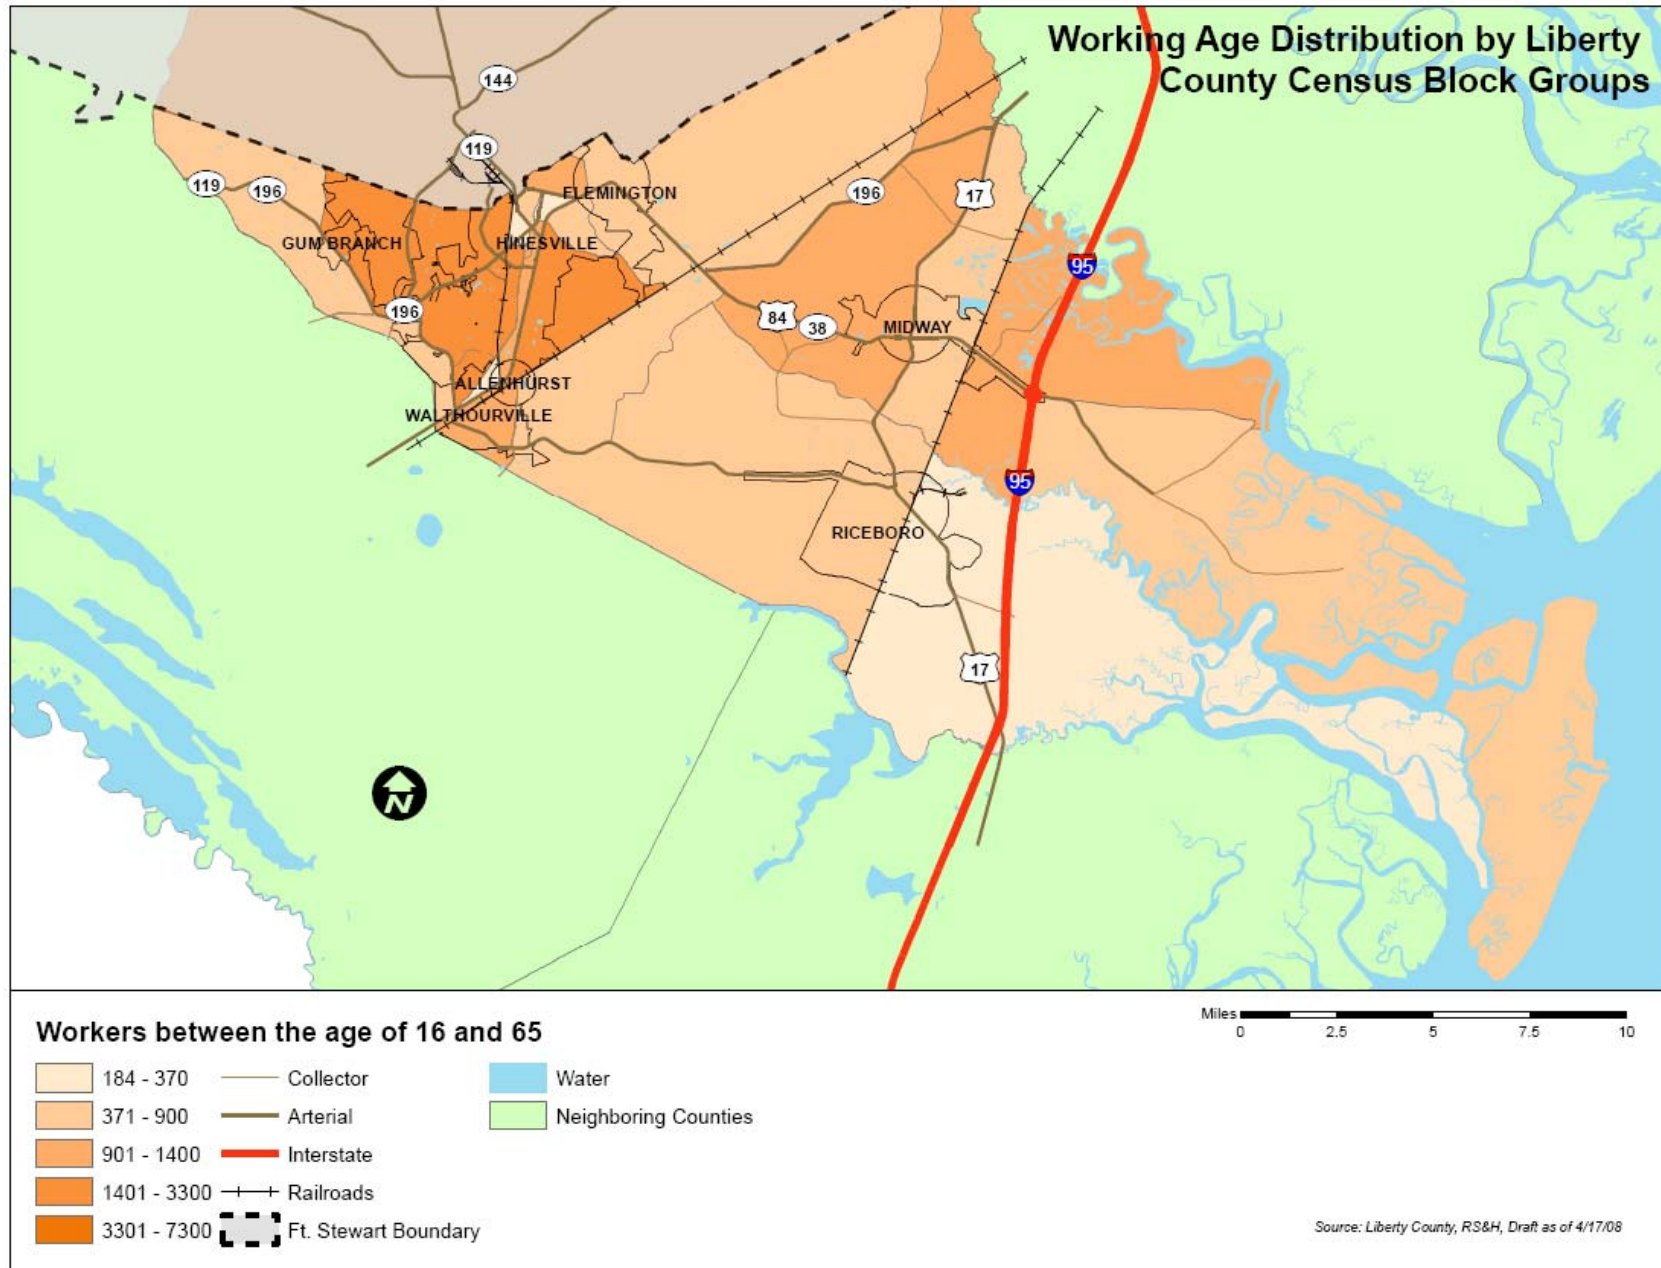 Working Age Distribution by Liberty
County Census Block Groups
144
119
119
196
FLEMINGTON
196
17
GUM BRANCH
HINESVILLE
95
196
84
38
MIDWAY
ALLENHURST
WALTHOURVILLE
95
RICEBORO
17
N
Workers between the age of 16 and 65
184 - 370
Collector
Water
371 - 900
Arterial
Neighboring Counties
901 - 1400
Interstate
1401 - 3300
Railroads
3301 - 7300
Ft. Stewart Boundary
Miles
0 2.5 5 7.5 10
Source: Liberty County, RS&H, Draft as of 4/17/08